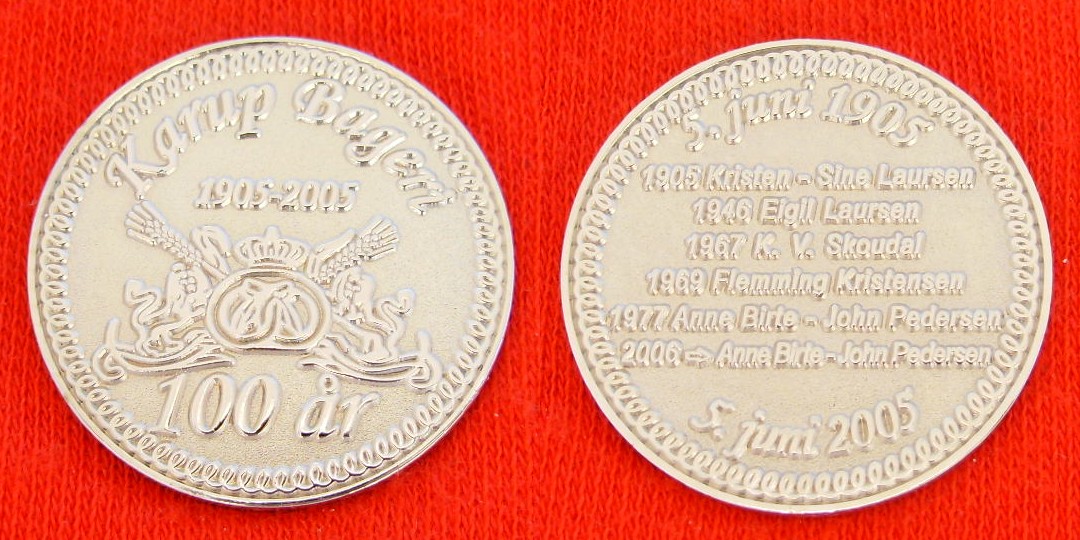 Karup Bageri
1905-2005
100 år
5. juni 1905
1905 Kristen - Sine Laursen
1946 Eigil Laursen
1967 K. V. Skoudal
1969 Flemming Kristensen
1977 Anne Birte - John Pedersen
2006 ⇨ Anne Birte - John Pedersen
5. juni 2005